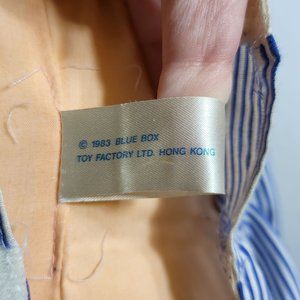 © 1983 BLUE BOX
TOY FACTORY LTD. HONG KONG